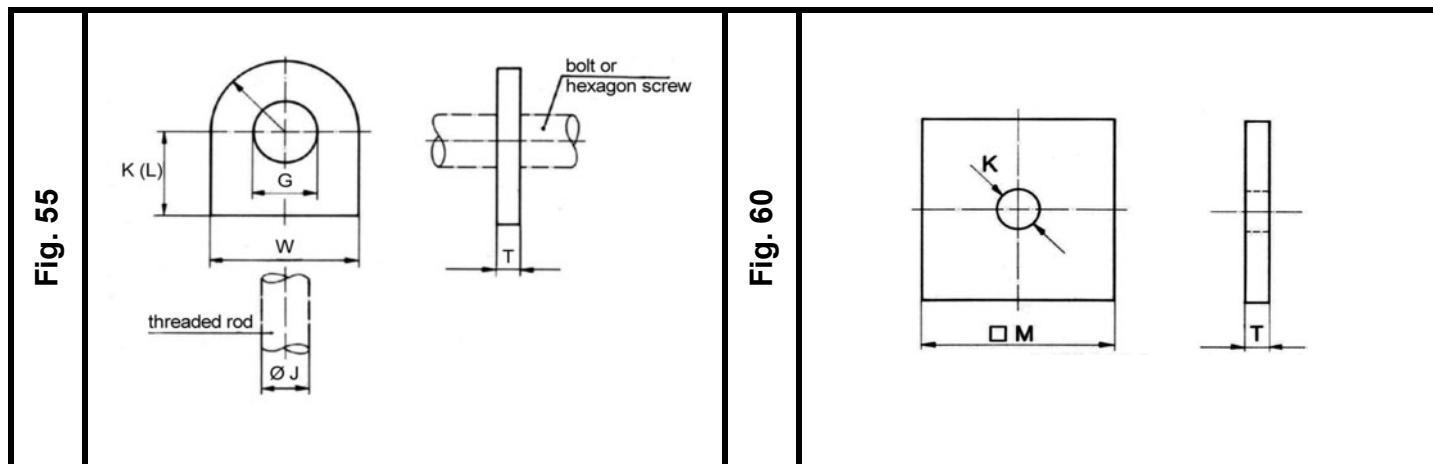 Fig. 55
bolt or
hexagon screw
K (L)
G
W
T
threaded rod
Ø J
Fig. 60
K
□ M
T